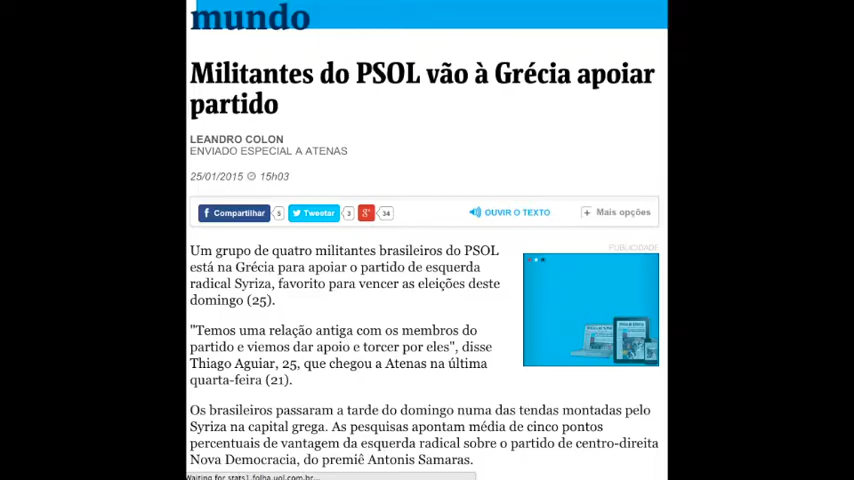 mundo
Militantes do PSOL vão à Grécia apoiar
partido
LEANDRO COLON
ENVIADO ESPECIAL A ATENAS
25/01/2015 15h03
Compartilhar 5 Tweetar 3 g+ 34 OUVIR O TEXTO + Mais opções
PUBLICIDADE
Um grupo de quatro militantes brasileiros do PSOL
está na Grécia para apoiar o partido de esquerda
radical Syriza, favorito para vencer as eleições deste
domingo (25).
"Temos uma relação antiga com os membros do
partido e viemos dar apoio e torcer por eles", disse
Thiago Aguiar, 25, que chegou a Atenas na última
quarta-feira (21).
Os brasileiros passaram a tarde do domingo numa das tendas montadas pelo
Syriza na capital grega. As pesquisas apontam média de cinco pontos
percentuais de vantagem da esquerda radical sobre o partido de centro-direita
Nova Democracia, do premiê Antonis Samaras.
Waiting for stats1.folha.uol.com.br...